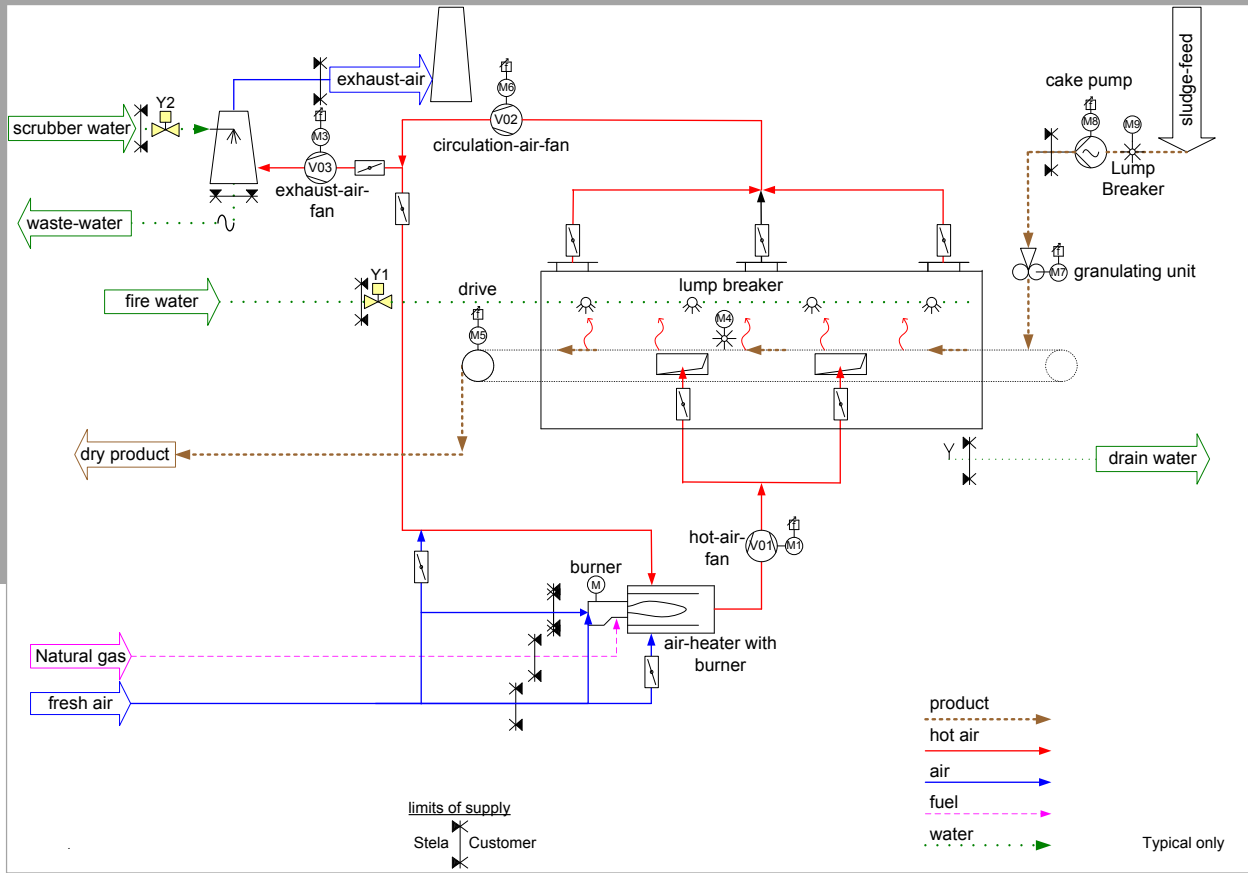 exhaust-air
M6
cake pump
sludge-feed
Y2
scrubber water
M3
V02
M8
M9
circulation-air-fan
V03
Lump
Breaker
exhaust-air-
fan
waste-water
Y1
fire water
drive
lump breaker
M7
granulating unit
M4
M5
dry product
drain water
hot-air-
fan
V01
M1
burner
M
air-heater with
burner
Natural gas
fresh air
product
hot air
air
fuel
water
limits of supply
Stela
Customer
Typical only